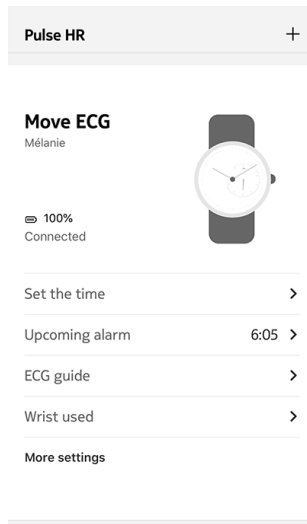 Pulse HR
Move ECG
Mélanie
100%
Connected
Set the time
Upcoming alarm 6:05
ECG guide
Wrist used
More settings